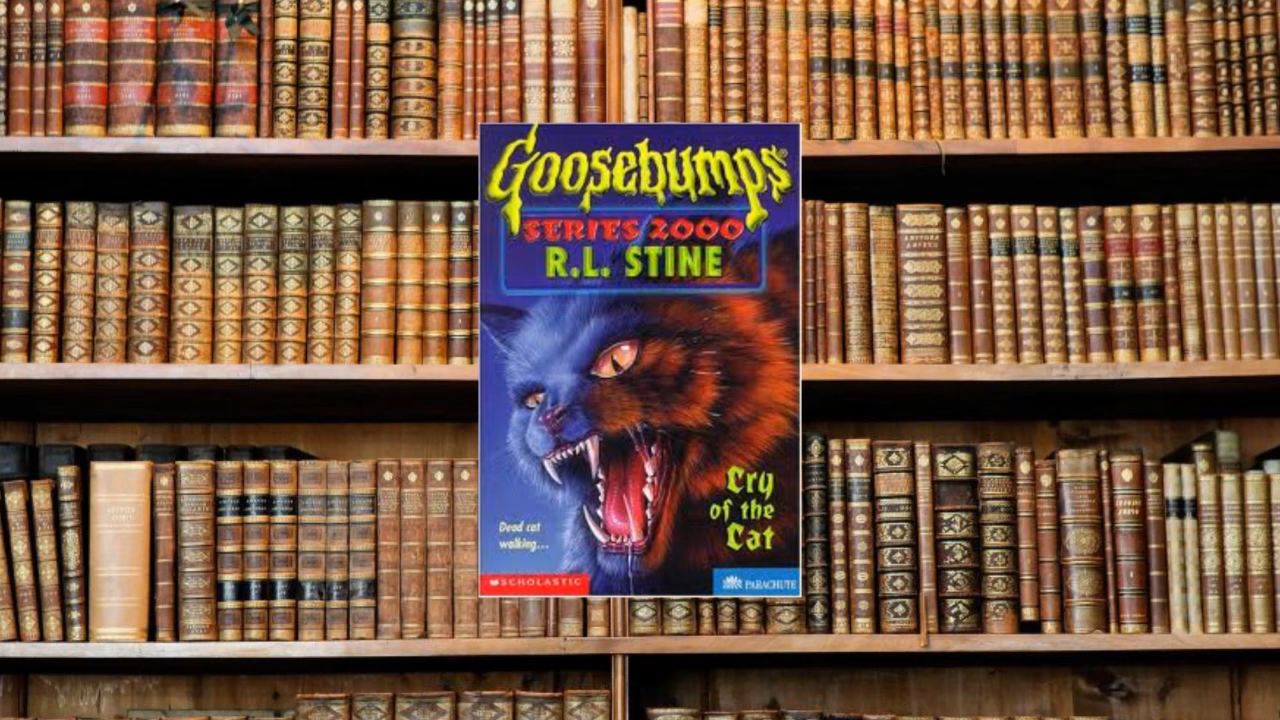 Goosebumps®
SERIES 2000
R.L. STINE
Cry
of the
Cat
Dead cat
walking...
SCHOLASTIC
PARACHUTE